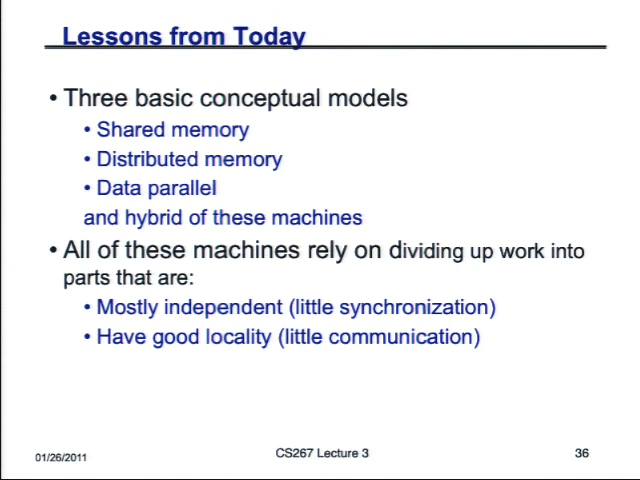 Lessons from Today
• Three basic conceptual models
• Shared memory
• Distributed memory
• Data parallel
and hybrid of these machines
• All of these machines rely on dividing up work into
parts that are:
• Mostly independent (little synchronization)
• Have good locality (little communication)
01/26/2011
CS267 Lecture 3
36